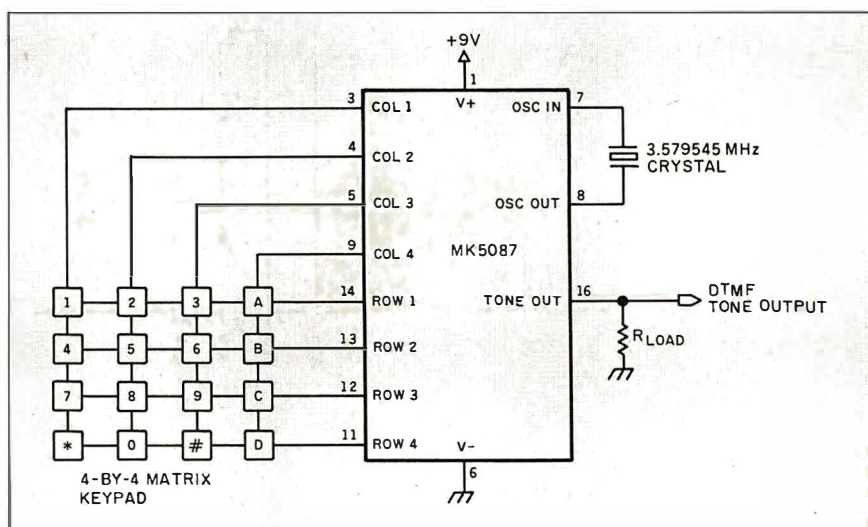 +9V
1
3 COL 1 V+ OSC IN 7
3.579545 MHz
CRYSTAL
4 COL 2
5 COL 3 OSC OUT 8
9 COL 4 MK5087
1 2 3 A 14 ROW 1 TONE OUT 16 DTMF
TONE OUTPUT
4 5 6 B 13 ROW 2 RLOAD
7 8 9 C 12 ROW 3
* 0 # D 11 ROW 4 V-
6
4-BY-4 MATRIX
KEYPAD